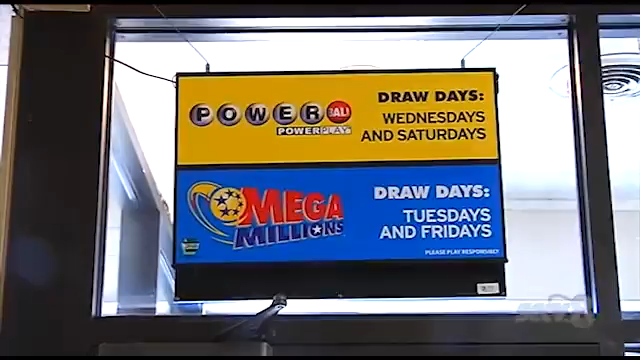 POWERBALL
POWERPLAY
DRAW DAYS:
WEDNESDAYS
AND SATURDAYS
MEGA
MILLIONS
DRAW DAYS:
TUESDAYS
AND FRIDAYS
PLEASE PLAY RESPONSIBLY